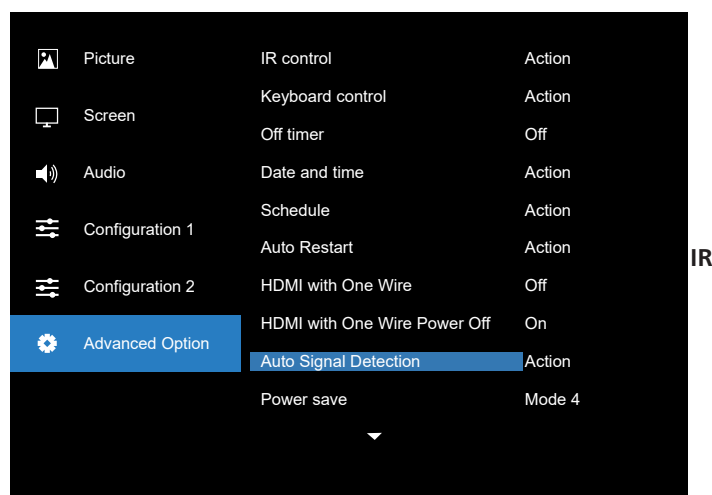 Picture
Screen
Audio
Configuration 1
Configuration 2
Advanced Option
IR control Action
Keyboard control Action
Off timer Off
Date and time Action
Schedule Action
Auto Restart Action
HDMI with One Wire Off
HDMI with One Wire Power Off On
Auto Signal Detection Action
Power save Mode 4
IR